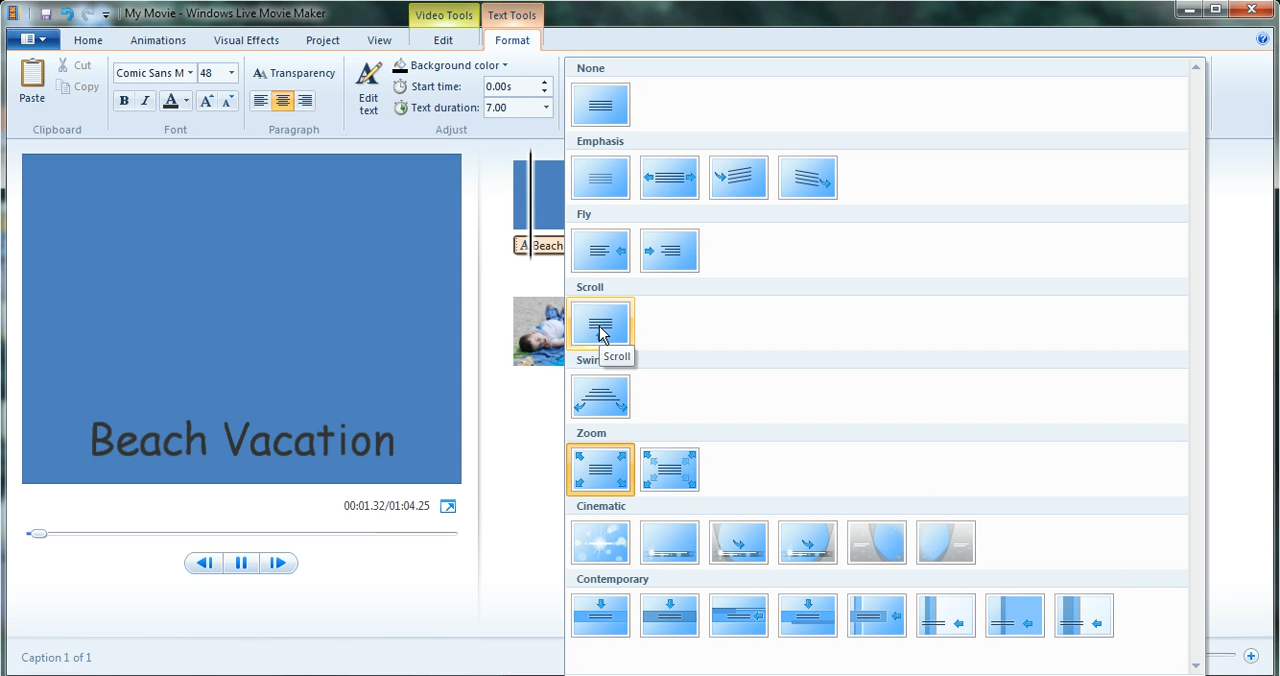 My Movie - Windows Live Movie Maker
Video Tools
Text Tools
Home
Animations
Visual Effects
Project
View
Edit
Format
Paste
Cut
Copy
Clipboard
Comic Sans M
48
B I A A A
Font
Transparency
Paragraph
Edit text
Background color
Start time: 0.00s
Text duration: 7.00
Adjust
None
Emphasis
Fly
Scroll
Scroll
Swin
Zoom
Cinematic
Contemporary
A Beach
Beach Vacation
00:01.32/01:04.25
Caption 1 of 1